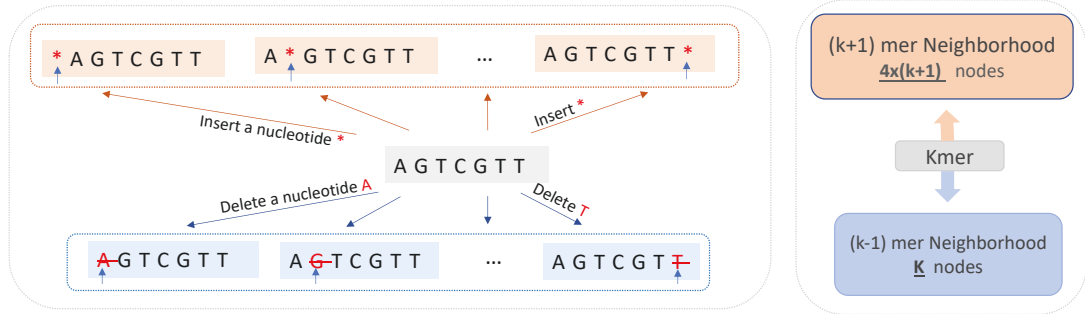 * A G T C G T T
A * G T C G T T
...
A G T C G T T *
Insert a nucleotide *
Insert *
A G T C G T T
Delete a nucleotide A
Delete T
A G T C G T T
A G T C G T T
...
A G T C G T T
(k+1) mer Neighborhood
4x(k+1) nodes
Kmer
(k-1) mer Neighborhood
K nodes